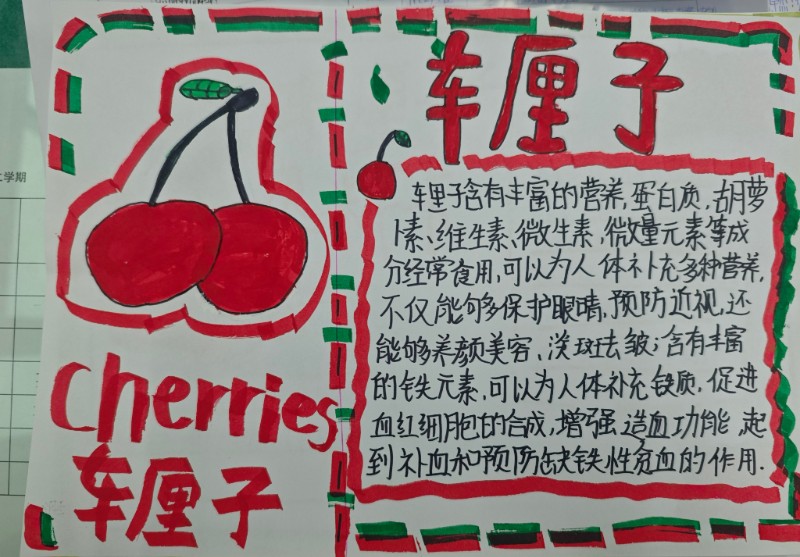 学期
Cherries
车厘子
车厘子
车厘子含有丰富的营养,蛋白质,胡萝
卜素、维生素、微生素,微量元素等成
分经常食用,可以为人体补充多种营养,
不仅能够多保护眼睛,预防近视,还
能够养颜美容、淡斑祛皱;含有丰富
的铁元素,可以为人体补充铁质,促进
血红细胞的合成,增强造血功能,起
到补血和预防缺铁性贫血的作用.